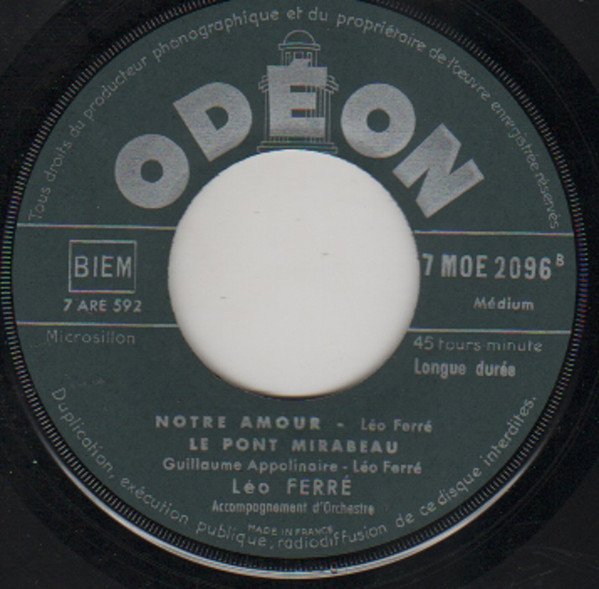 Tous droits du producteur phonographique et du propriétaire de l'œuvre enregistrée réservés
ODÉON
BIEM
7 ARE 592
7 MOE 2096 B
Médium
Microsillon
45 tours-minute
Longue durée
NOTRE AMOUR - Léo Ferré
LE PONT MIRABEAU
Guillaume Appolinaire - Léo Ferré
Léo FERRÉ
Accompagnement d'Orchestre
MADE IN FRANCE
Duplication, exécution publique, radiodiffusion de ce disque interdites.